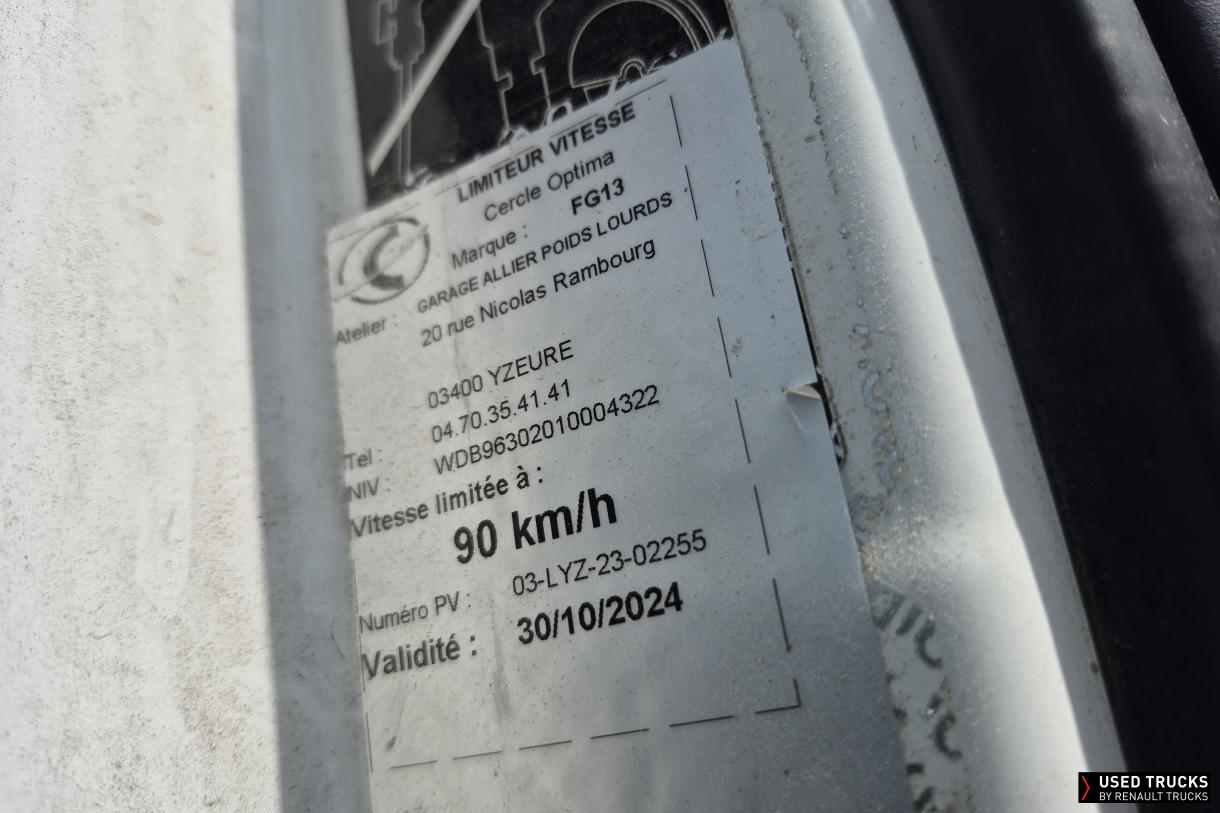 LIMITEUR VITESSE
Cercle Optima
Marque : FG13
Atelier : GARAGE ALLIER POIDS LOURDS
20 rue Nicolas Rambourg
03400 YZEURE
Tel : 04.70.35.41.41
NIV : WDB96302010004322
Vitesse limitée à :
90 km/h
Numéro PV : 03-LYZ-23-02255
Validité : 30/10/2024
USED TRUCKS
BY RENAULT TRUCKS